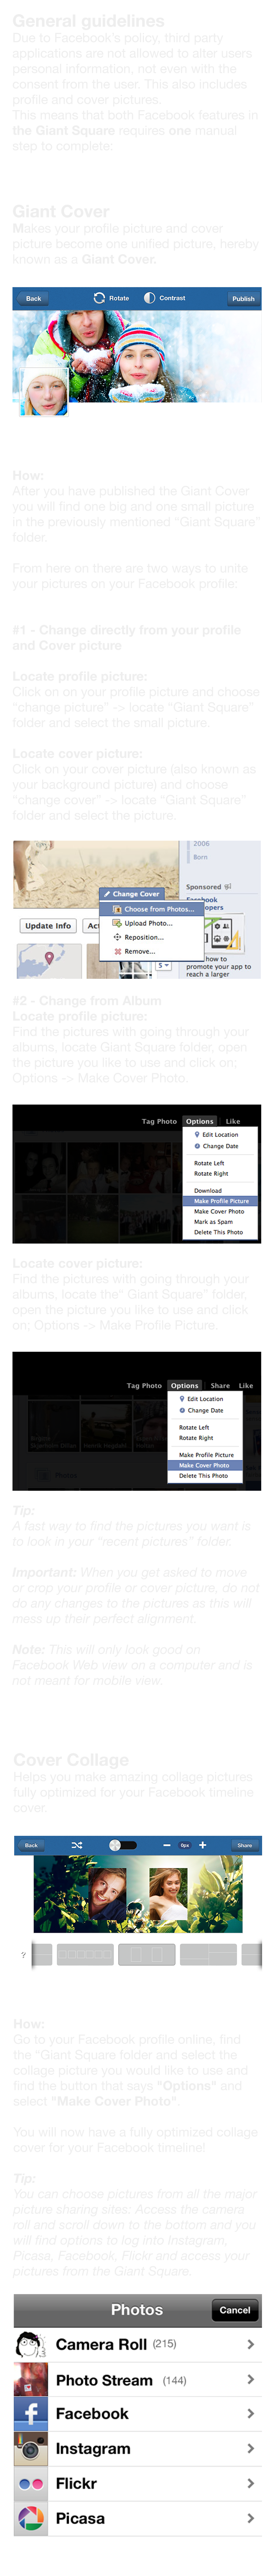 General guidelines
Due to Facebook's policy, third party
applications are not allowed to alter users
personal information, not even with the
consent from the user. This also includes
profile and cover pictures.
This means that both Facebook features in
the Giant Square requires one manual
step to complete:
Giant Cover
Makes your profile picture and cover
picture become one unified picture, hereby
known as a Giant Cover.
Back Rotate Contrast Publish
How:
After you have published the Giant Cover
you will find one big and one small picture
in the previously mentioned “Giant Square”
folder.
From here on there are two ways to unite
your pictures on your Facebook profile:
#1 - Change directly from your profile
and Cover picture
Locate profile picture:
Click on on your profile picture and choose
“change picture” -> locate “Giant Square”
folder and select the small picture.
Locate cover picture:
Click on your cover picture (also known as
your background picture) and choose
“change cover” -> locate “Giant Square”
folder and select the picture.
2006
Born
Change Cover
Sponsored
Choose from Photos...
Facebook
opers
Update Info
Upload Photo...
Reposition...
Remove...
5
how to
promote your app to
reach a larger
#2 - Change from Album
Locate profile picture:
Find the pictures with going through your
albums, locate Giant Square folder, open
the picture you like to use and click on;
Options -> Make Cover Photo.
Tag Photo Options Like
Edit Location
Change Date
Rotate Left
Rotate Right
Download
Make Profile Picture
Make Cover Photo
Mark as Spam
Delete This Photo
Locate cover picture:
Find the pictures with going through your
albums, locate the“ Giant Square” folder,
open the picture you like to use and click
on; Options -> Make Profile Picture.
Tag Photo Options Share Like
Edit Location
Change Date
Rotate Left
Rotate Right
Make Profile Picture
Make Cover Photo
Delete This Photo
Tip:
A fast way to find the pictures you want is
to look in your “recent pictures” folder.
Important: When you get asked to move
or crop your profile or cover picture, do not
do any changes to the pictures as this will
mess up their perfect alignment.
Note: This will only look good on
Facebook Web view on a computer and is
not meant for mobile view.
Cover Collage
Helps you make amazing collage pictures
fully optimized for your Facebook timeline
cover.
Back − 0px + Share
?
How:
Go to your Facebook profile online, find
the “Giant Square folder and select the
collage picture you would like to use and
find the button that says "Options" and
select "Make Cover Photo".
You will now have a fully optimized collage
cover for your Facebook timeline!
Tip:
You can choose pictures from all the major
picture sharing sites: Access the camera
roll and scroll down to the bottom and you
will find options to log into Instagram,
Picasa, Facebook, Flickr and access your
pictures from the Giant Square.
Photos Cancel
Camera Roll (215)
Photo Stream (144)
Facebook
Instagram
Flickr
Picasa